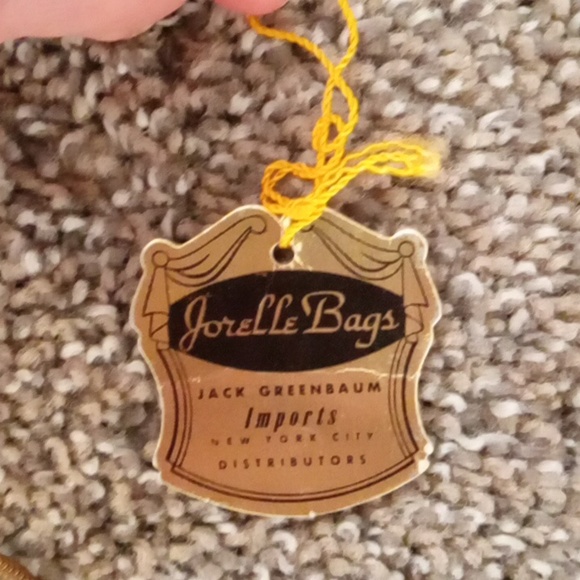 Jorelle Bags
JACK GREENBAUM
Imports
NEW YORK CITY
DISTRIBUTORS